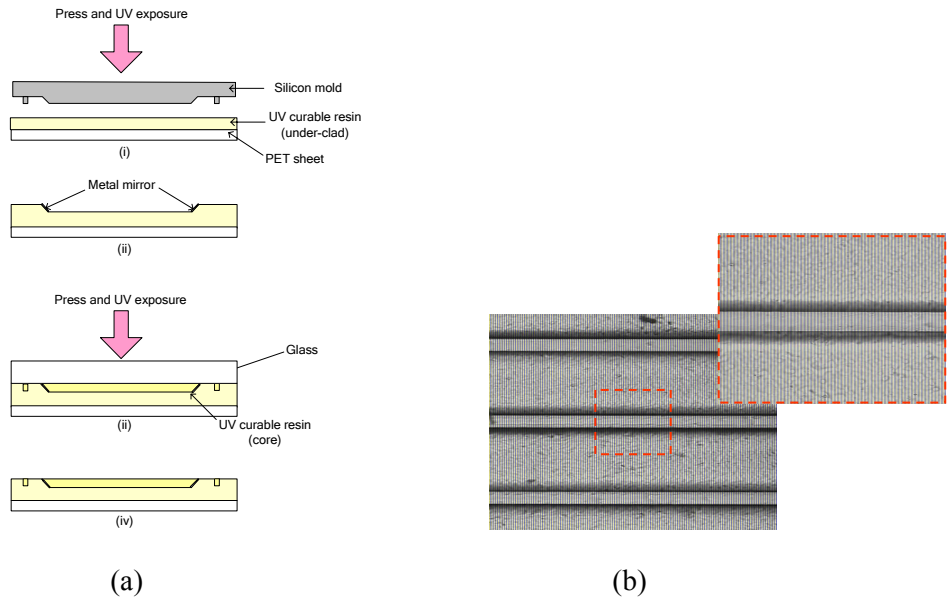 Press and UV exposure
Silicon mold
UV curable resin
(under-clad)
PET sheet
(i)
Metal mirror
(ii)
Press and UV exposure
Glass
UV curable resin
(core)
(ii)
(iv)
(a)
(b)